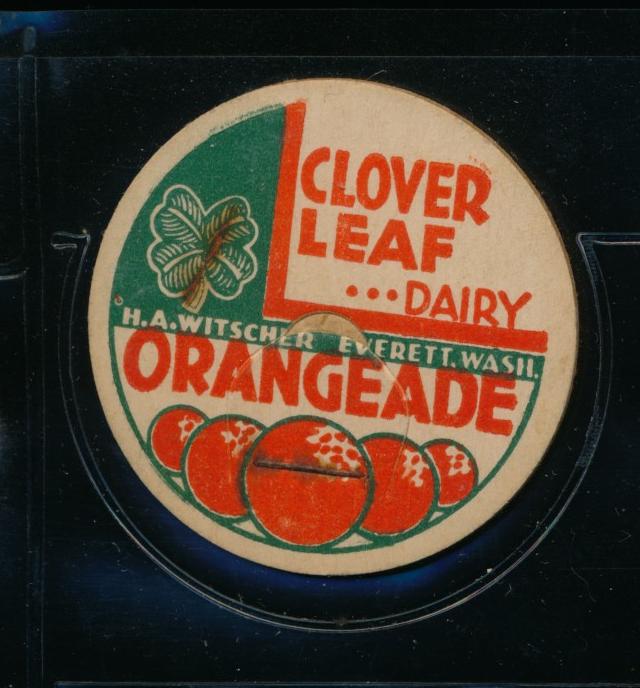 CLOVER
LEAF
...DAIRY
H.A.WITSCHER EVERETT, WASH.
ORANGEADE